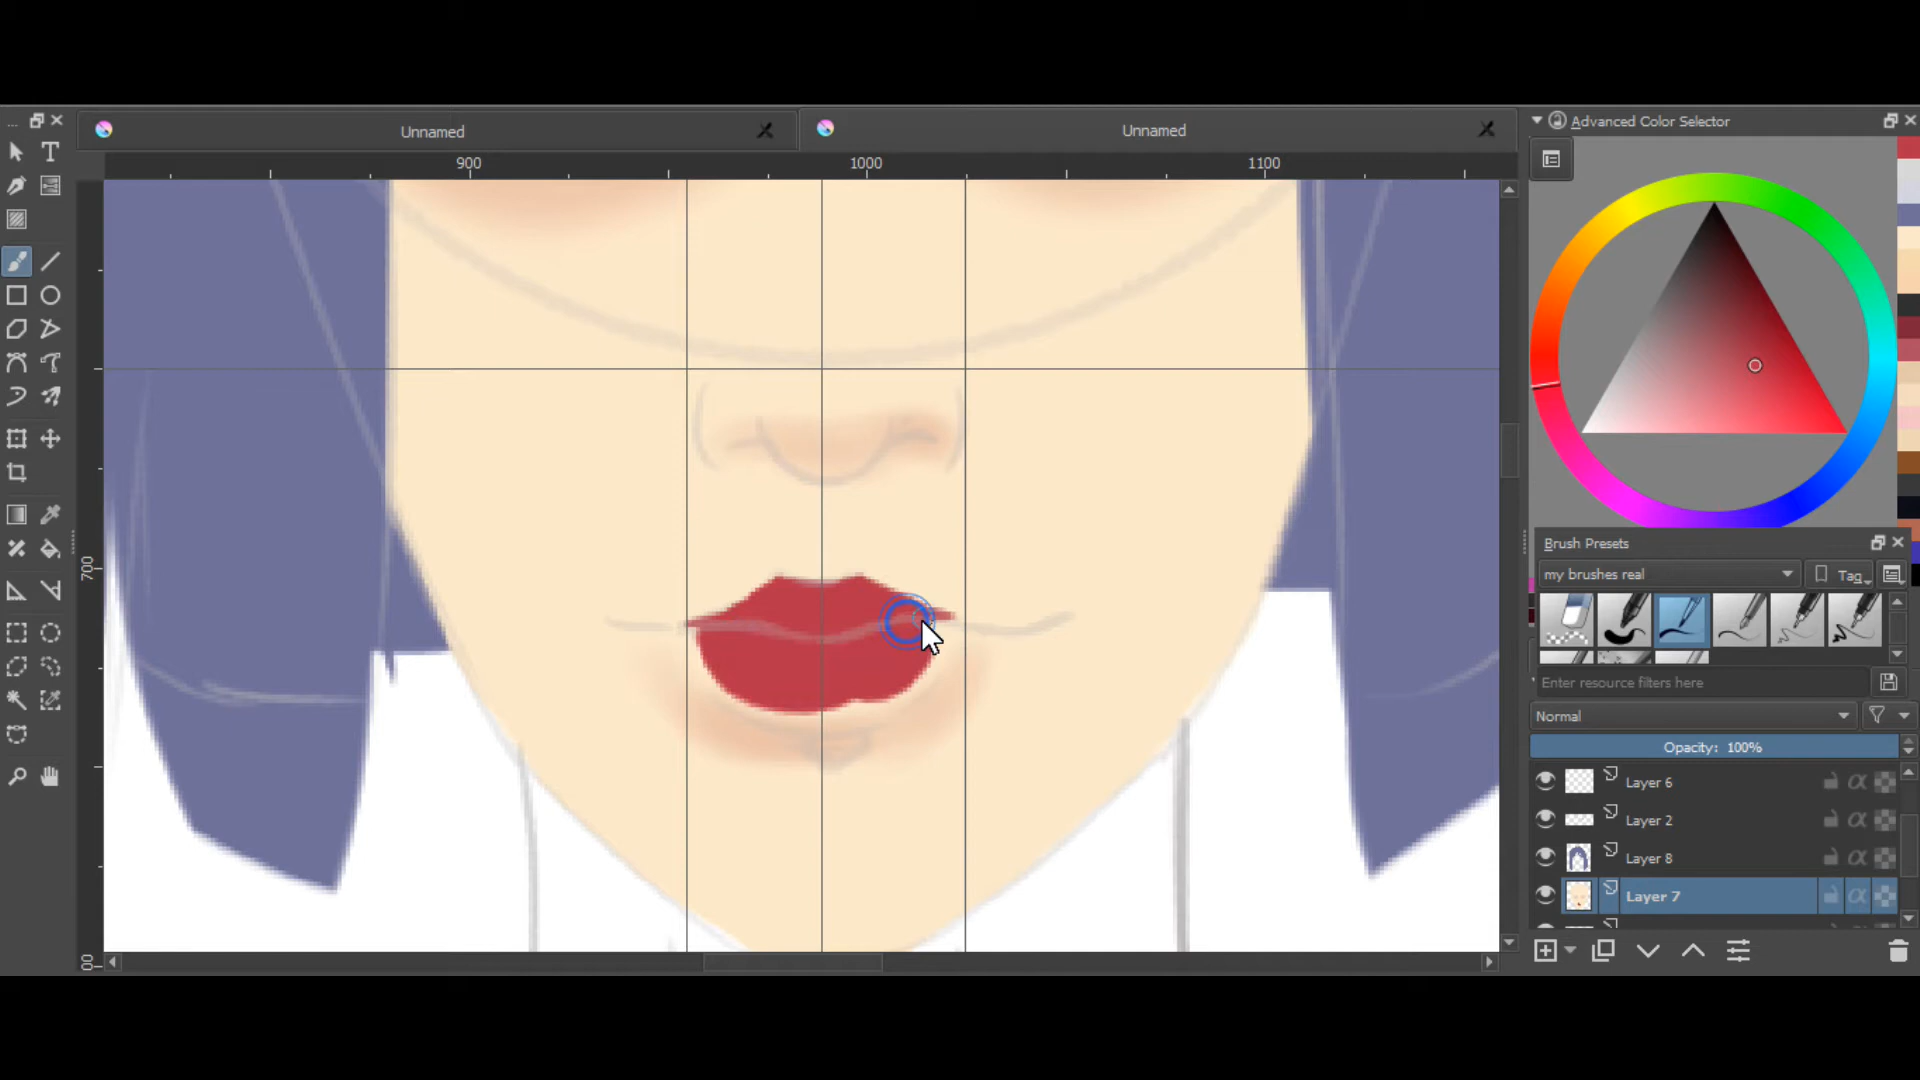 ...
Unnamed
Unnamed
Advanced Color Selector
900
1000
1100
700
00
T
Brush Presets
my brushes real
Tag
Enter resource filters here
Normal
Opacity: 100%
Layer 6
Layer 2
Layer 8
Layer 7